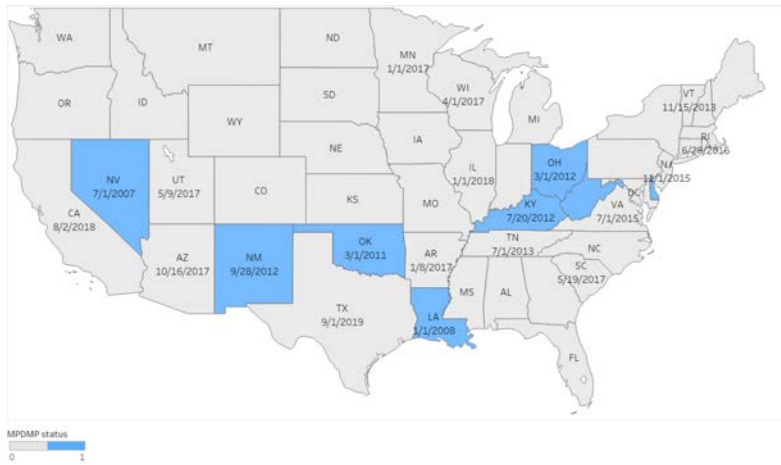 WA
MT
ND
MN
1/1/2017
OR
ID
SD
WI
4/1/2017
MI
VT
11/15/2013
WY
IA
NE
RI
6/28/2016
NV
7/1/2007
UT
5/9/2017
CO
IL
1/1/2018
OH
3/1/2012
NJ
11/1/2015
DC
CA
8/2/2018
KS
MO
KY
7/20/2012
VA
7/1/2015
AZ
10/16/2017
NM
9/28/2012
OK
3/1/2011
AR
1/8/2017
TN
7/1/2013
NC
SC
5/19/2017
TX
9/1/2019
LA
1/1/2008
MS
AL
FL
MPDMP status
0 1